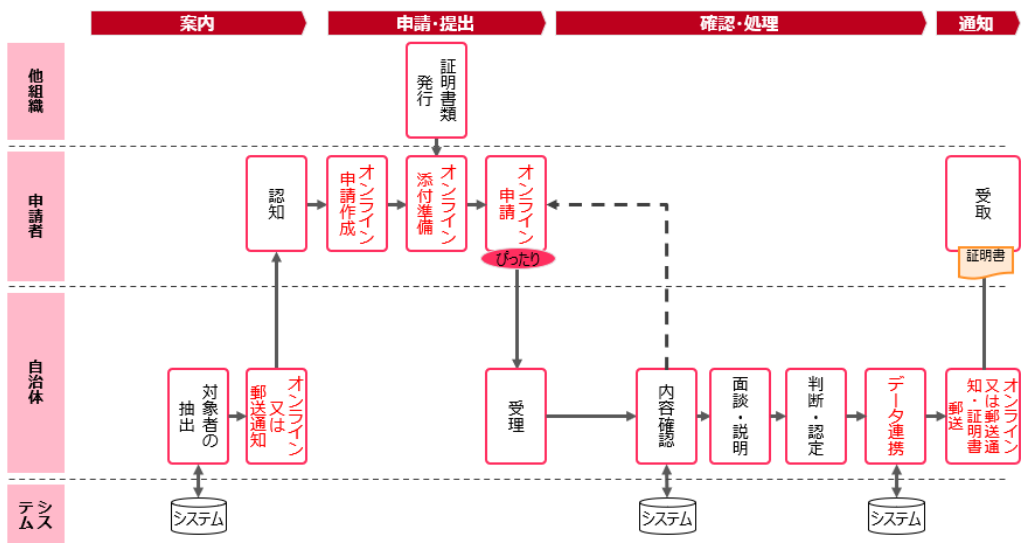 案内
申請・提出
確認・処理
通知
他組織
証明書類
発行
申請者
認知
オンライン
申請作成
オンライン
添付準備
オンライン
申請
ぴったり
受取
証明書
自治体
対象者の
抽出
オンライン
又は
郵送通知
受理
内容確認
面談・説明
判断・認定
データ連携
オンライン
又は郵送通
知・証明書
郵送
シス
テム
システム
システム
システム